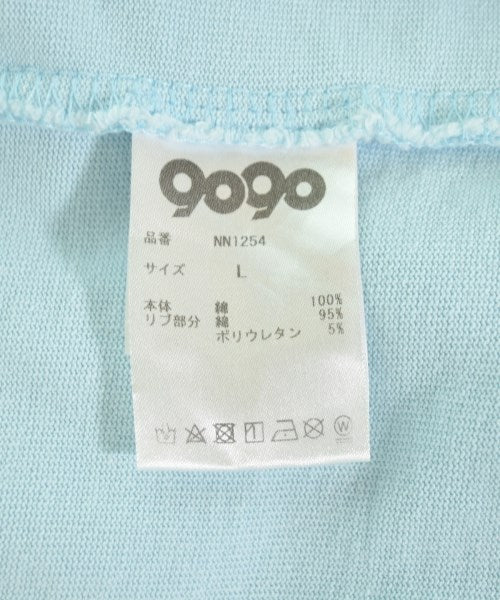 9090
品番 NN1254
サイズ L
本体 綿 100%
リブ部分 綿 95%
ポリウレタン 5%
W